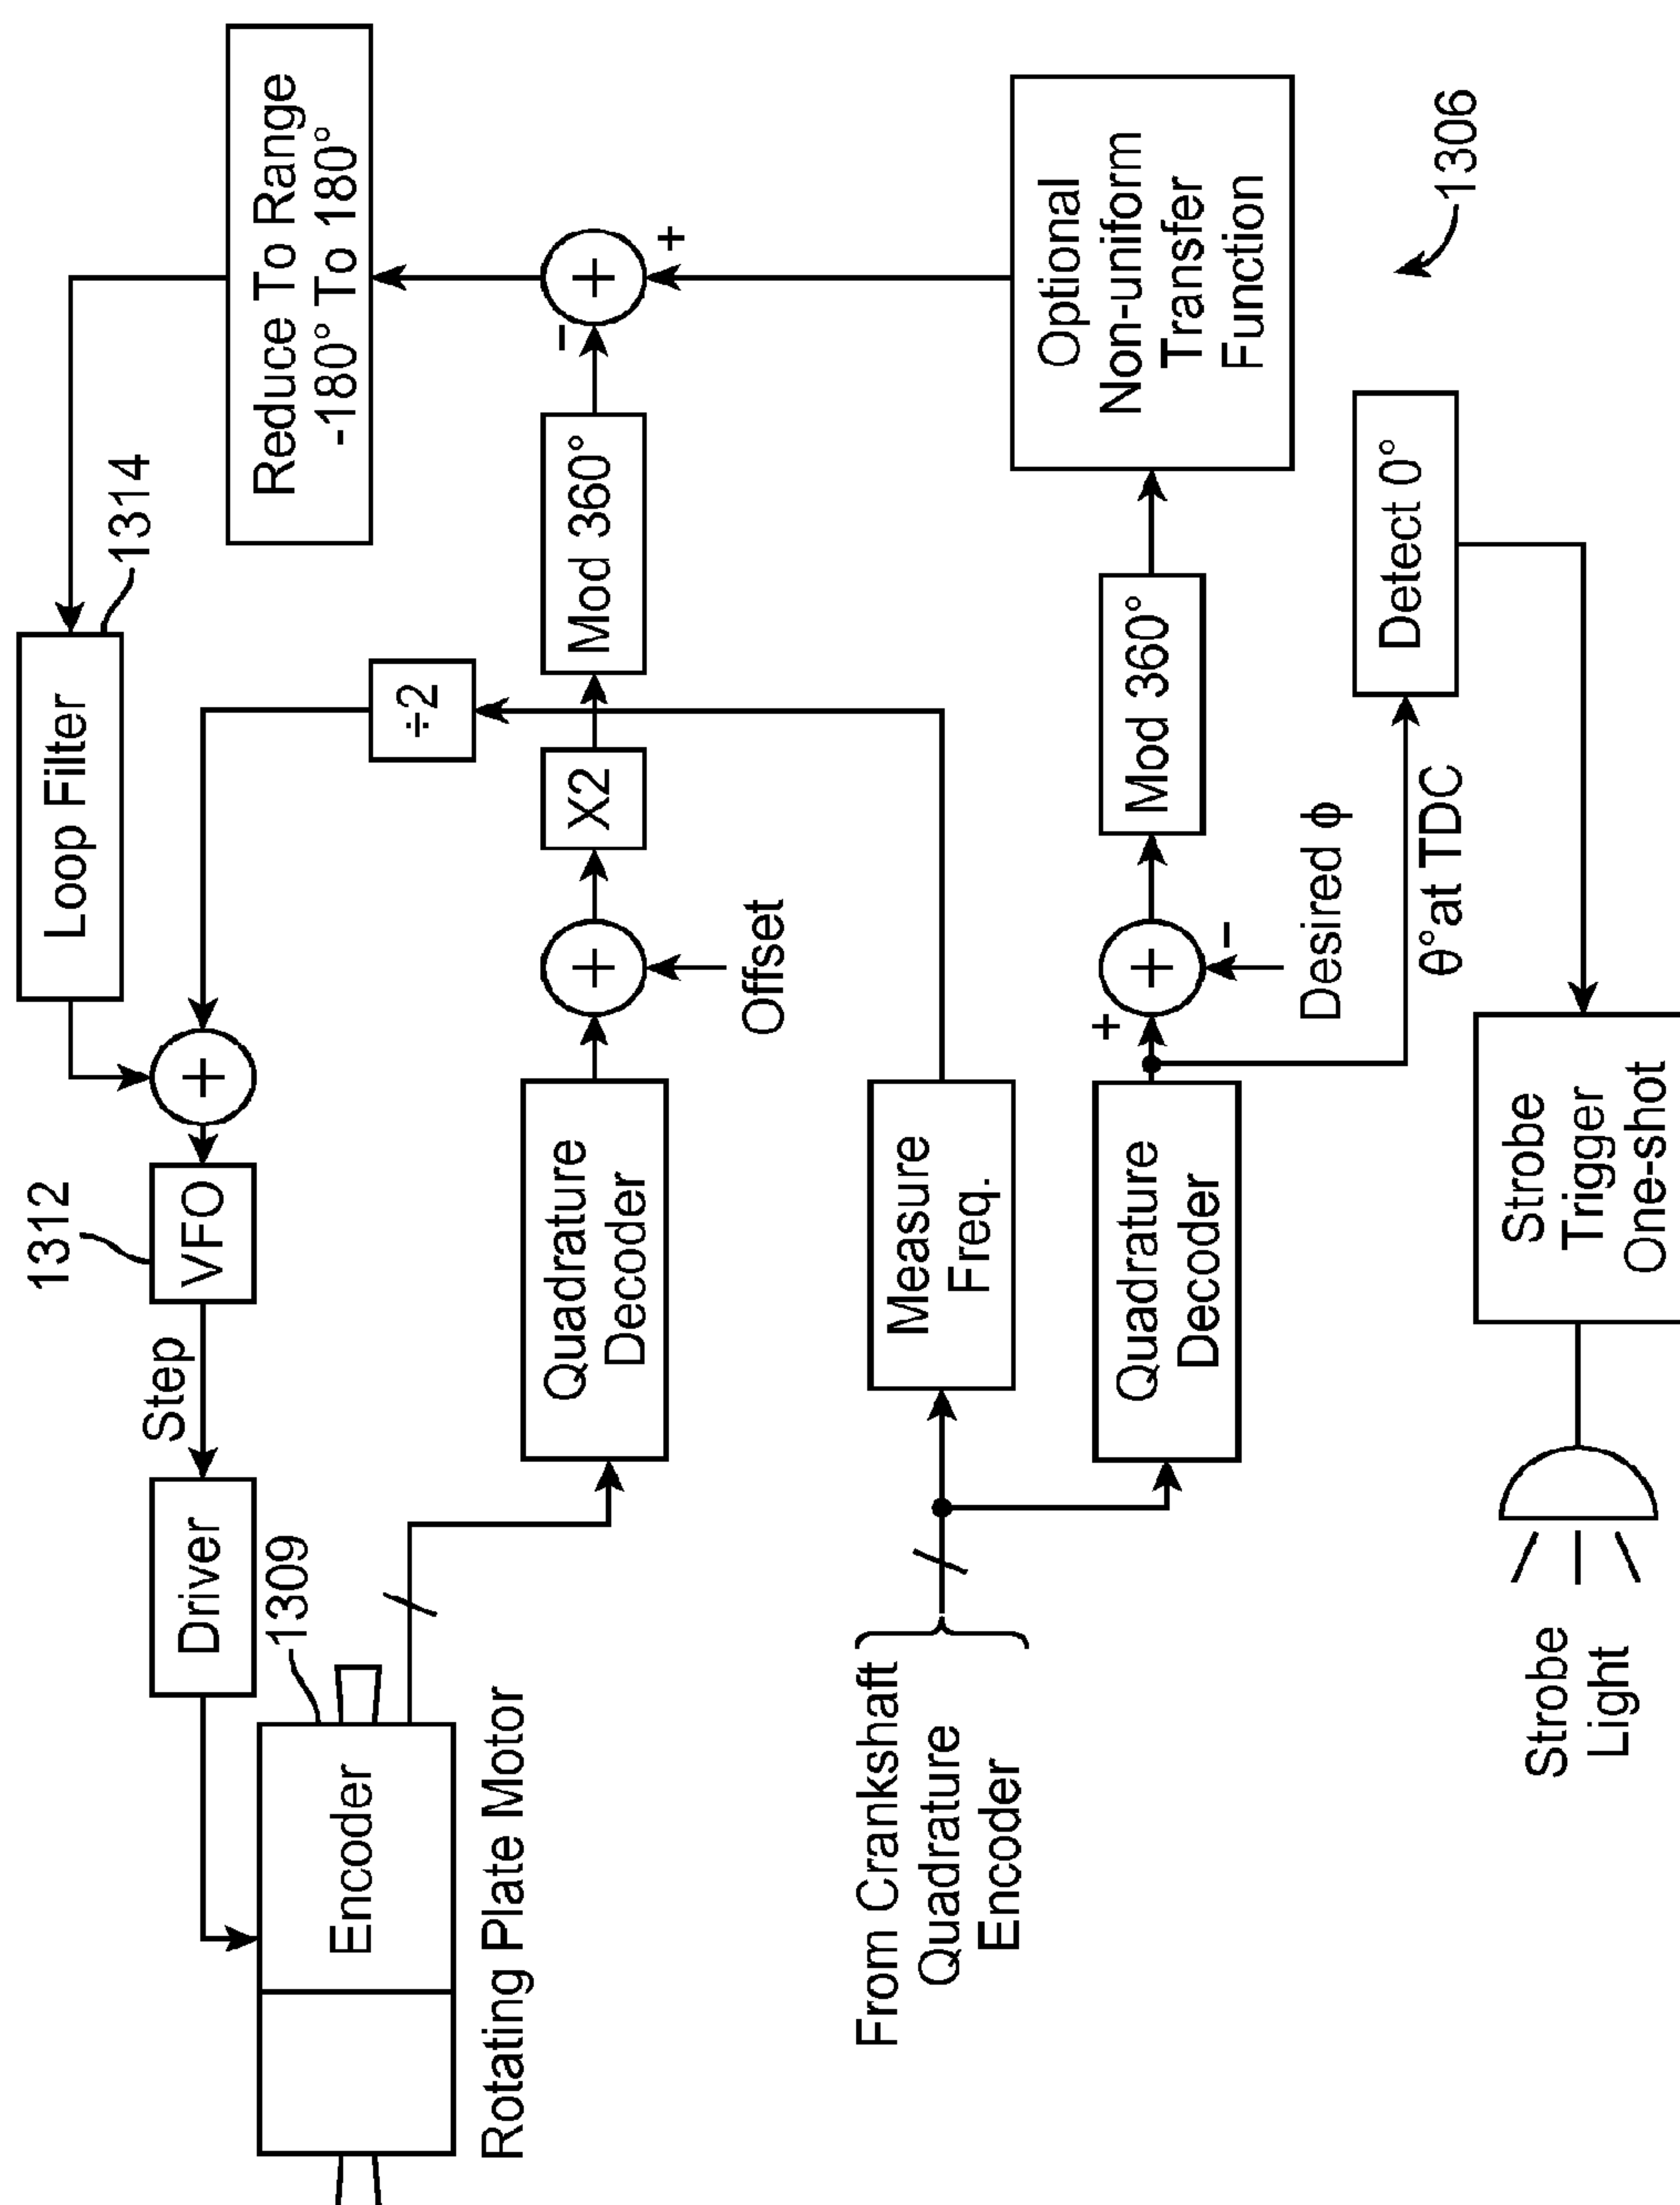 Reduce To Range
-180° To 180°
Loop Filter
1314
1312
VFO
Step
Driver
1309
Encoder
Rotating Plate Motor
÷2
Mod 360°
X2
Offset
Quadrature
Decoder
+
+
+
−
+
Measure
Freq.
From Crankshaft
Quadrature
Encoder
Optional
Non-uniform
Transfer
Function
Mod 360°
+
+
−
Desired ϕ
Quadrature
Decoder
θ° at TDC
Detect 0°
Strobe
Trigger
One-shot
Strobe
Light
1306